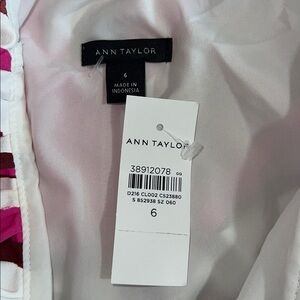 ANN TAYLOR
6
MADE IN
INDONESIA
ANN TAYLOR
38912078
D216 CL002 CS23880
S 852938 SZ 060
6